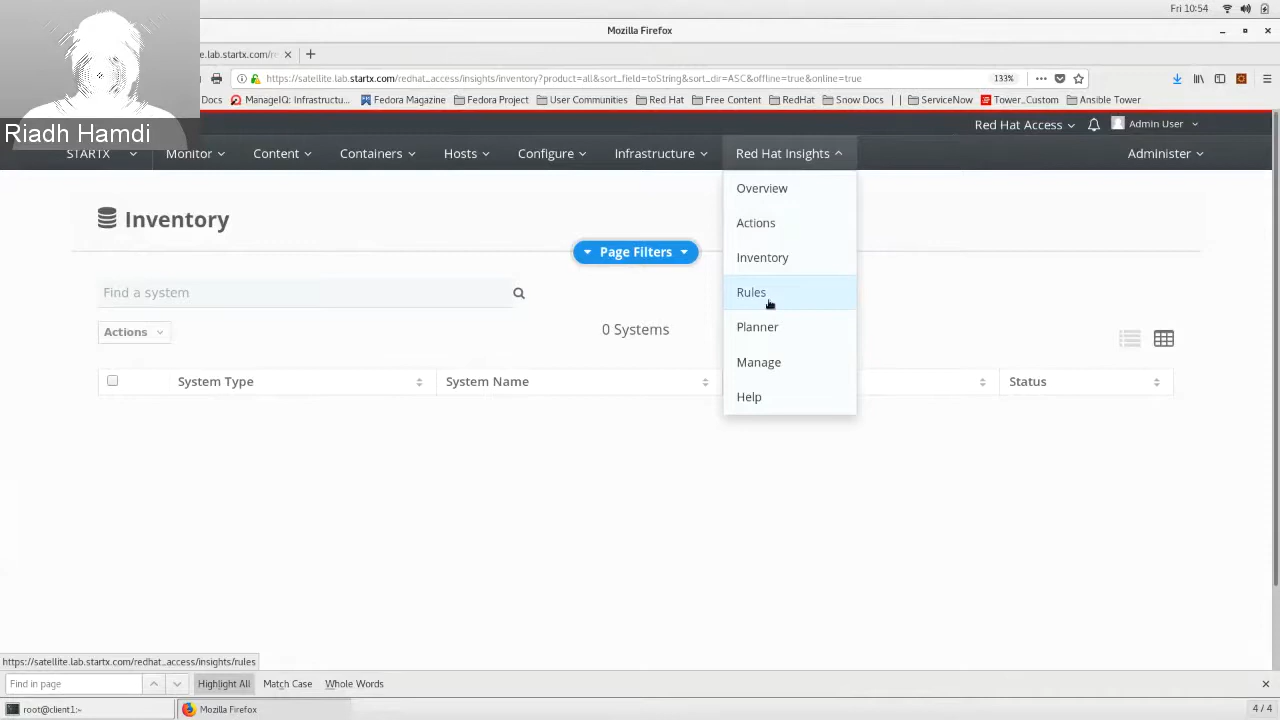 Fri 10:54
Mozilla Firefox
e.lab.startx.com/r
https://satellite.lab.startx.com/redhat_access/insights/inventory?product=all&sort_field=toString&sort_dir=ASC&offline=true&online=true
133%
Docs
ManageIQ: Infrastructu...
Fedora Magazine
Fedora Project
User Communities
Red Hat
Free Content
RedHat
Snow Docs
ServiceNow
Tower_Custom
Ansible Tower
Riadh Hamdi
Red Hat Access
Admin User
STARTX
Monitor
Content
Containers
Hosts
Configure
Infrastructure
Red Hat Insights
Administer
Overview
Actions
Inventory
Rules
Planner
Manage
Help
Inventory
Page Filters
Find a system
Actions
0 Systems
System Type
System Name
Status
https://satellite.lab.startx.com/redhat_access/insights/rules
Find in page
Highlight All
Match Case
Whole Words
root@client1:~
Mozilla Firefox
4 / 4